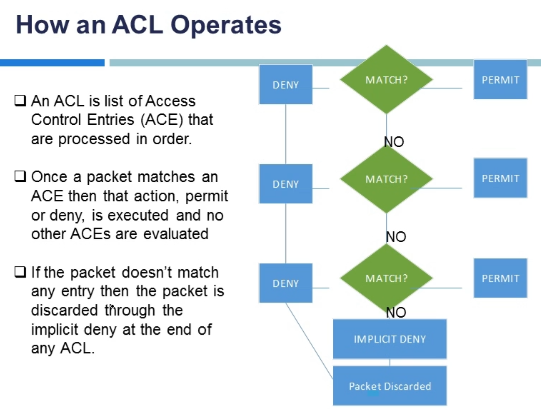 How an ACL Operates
❑ An ACL is list of Access
Control Entries (ACE) that
are processed in order.
❑ Once a packet matches an
ACE then that action, permit
or deny, is executed and no
other ACEs are evaluated
❑ If the packet doesn't match
any entry then the packet is
discarded through the
implicit deny at the end of
any ACL.
DENY
MATCH?
PERMIT
NO
DENY
MATCH?
PERMIT
NO
DENY
MATCH?
PERMIT
NO
IMPLICIT DENY
Packet Discarded